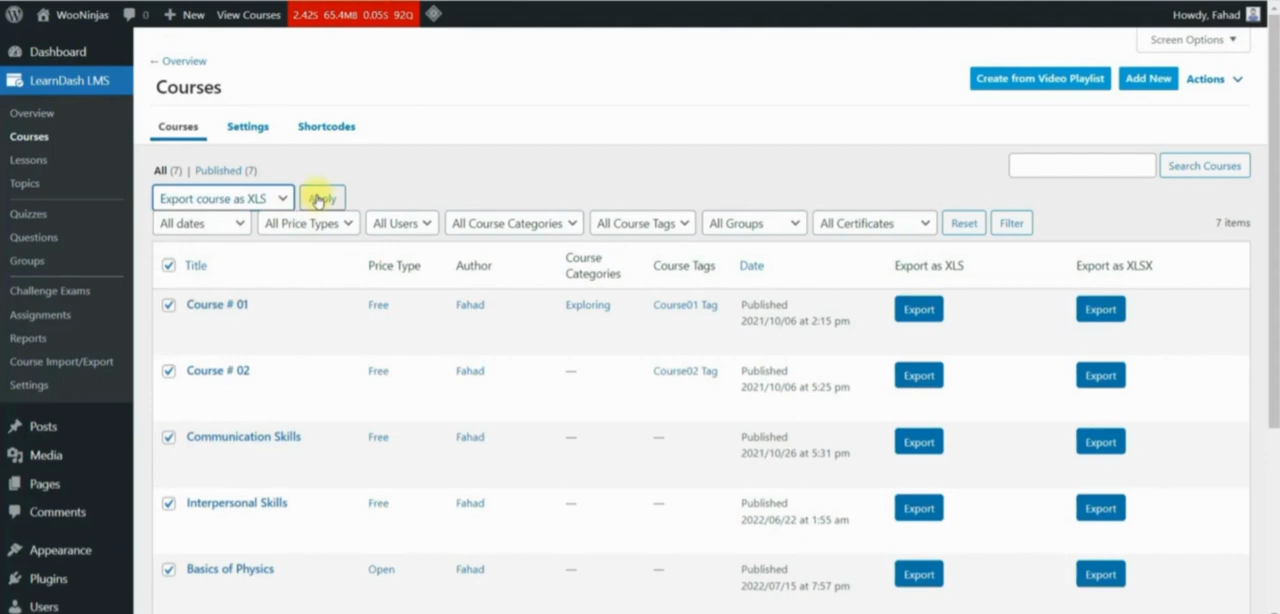 WooNinjas 0 New View Courses 2.42S 65.4MB 0.05S 92Q Howdy, Fahad
Screen Options
Dashboard
LearnDash LMS
Overview
Courses
Lessons
Topics
Quizzes
Questions
Groups
Challenge Exams
Assignments
Reports
Course Import/Export
Settings
Posts
Media
Pages
Comments
Appearance
Plugins
Users
← Overview
Courses
Create from Video Playlist Add New Actions
Courses Settings Shortcodes
All (7) | Published (7)
Search Courses
Export course as XLS Apply
All dates All Price Types All Users All Course Categories All Course Tags All Groups All Certificates Reset Filter 7 items
Title Price Type Author Course Categories Course Tags Date Export as XLS Export as XLSX
Course # 01 Free Fahad Exploring Course01 Tag Published Export Export
2021/10/06 at 2:15 pm
Course # 02 Free Fahad — Course02 Tag Published Export Export
2021/10/06 at 5:25 pm
Communication Skills Free Fahad — — Published Export Export
2021/10/26 at 5:31 pm
Interpersonal Skills Free Fahad — — Published Export Export
2022/06/22 at 1:55 am
Basics of Physics Open Fahad — — Published Export Export
2022/07/15 at 7:57 pm